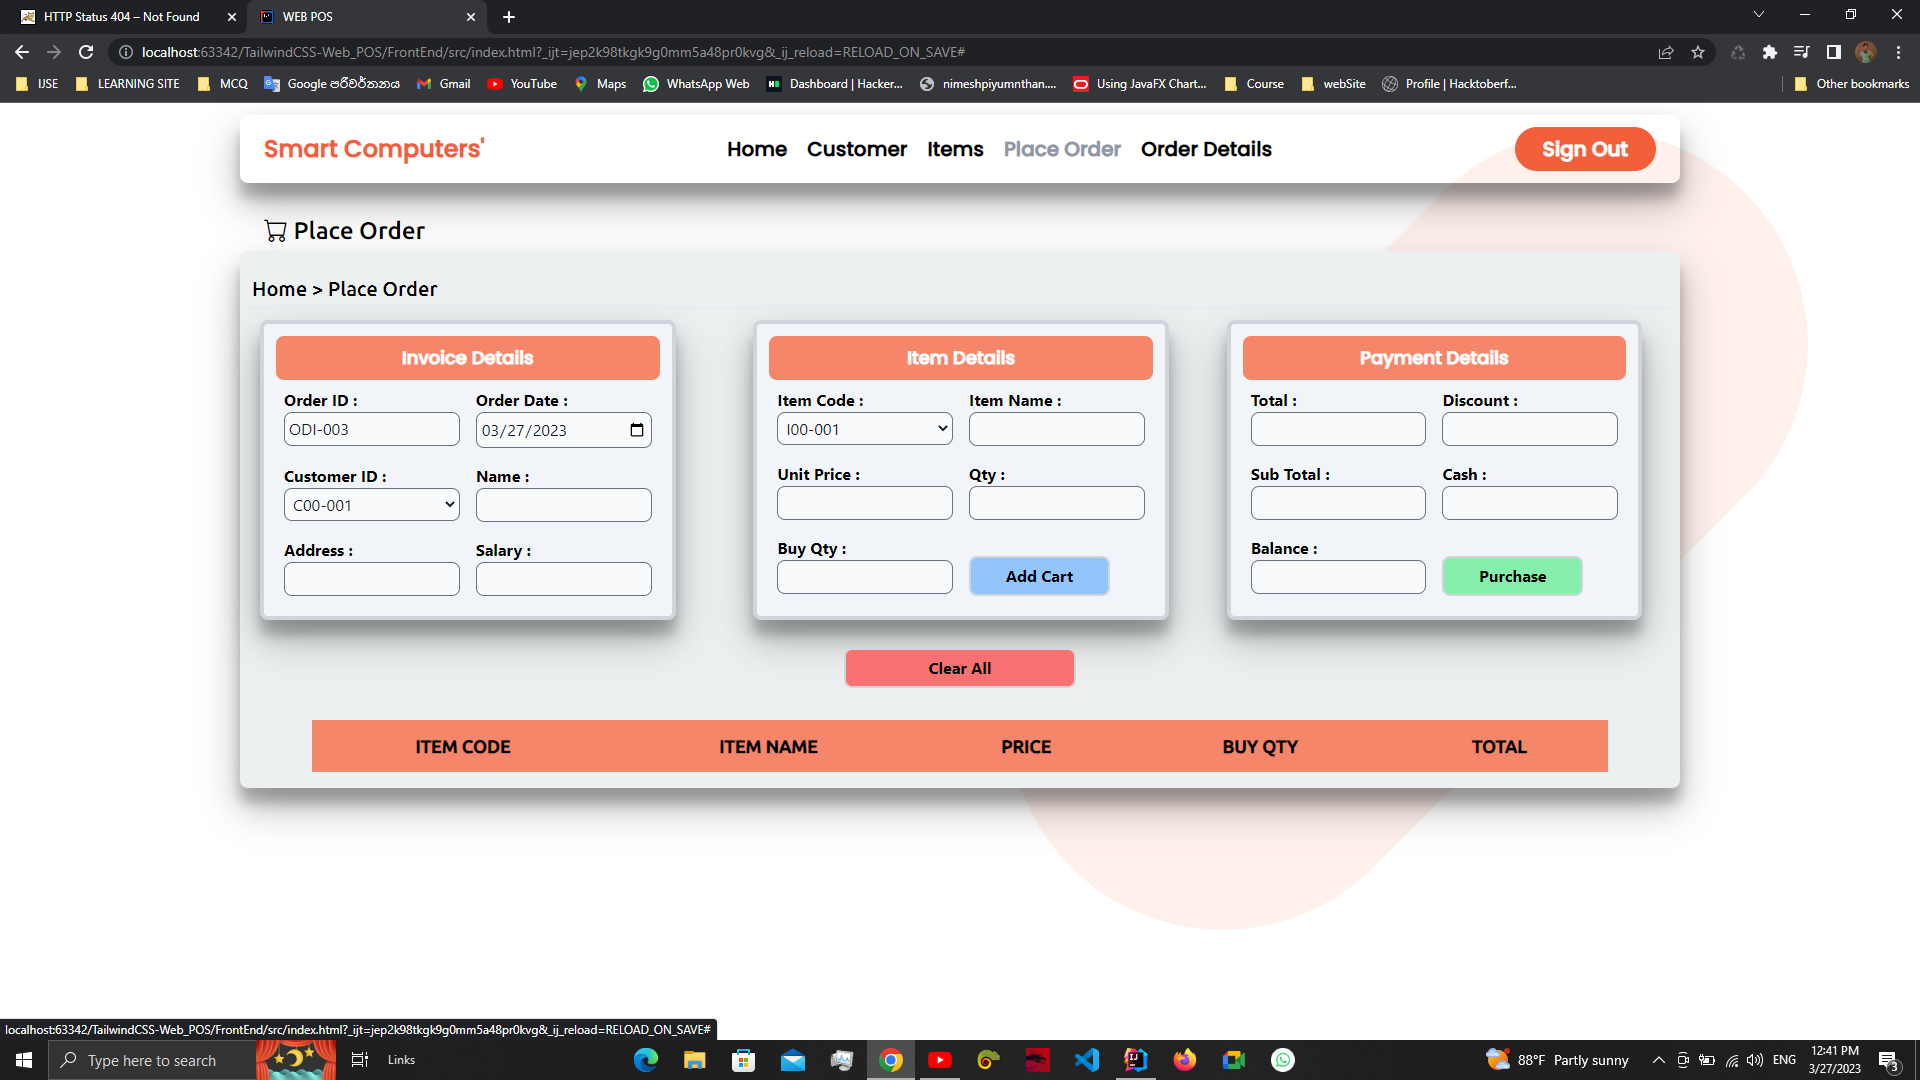 HTTP Status 404 – Not Found
WEB POS
localhost:63342/TailwindCSS-Web_POS/FrontEnd/src/index.html?_ijt=jep2k98tkgk9g0mm5a48pr0kvg&_ij_reload=RELOAD_ON_SAVE#
IJSE LEARNING SITE MCQ Google පරිවර්තනය Gmail YouTube Maps WhatsApp Web Dashboard | Hacker... nimeshpiyumnthan.... Using JavaFX Chart... Course webSite Profile | Hacktoberf... Other bookmarks
Smart Computers' Home Customer Items Place Order Order Details Sign Out
Place Order
Home > Place Order
Invoice Details
Order ID : Order Date :
ODI-003 03/27/2023
Customer ID : Name :
C00-001
Address : Salary :
Item Details
Item Code : Item Name :
I00-001
Unit Price : Qty :
Buy Qty :
Add Cart
Payment Details
Total : Discount :
Sub Total : Cash :
Balance :
Purchase
Clear All
ITEM CODE ITEM NAME PRICE BUY QTY TOTAL
localhost:63342/TailwindCSS-Web_POS/FrontEnd/src/index.html?_ijt=jep2k98tkgk9g0mm5a48pr0kvg&_ij_reload=RELOAD_ON_SAVE#
Type here to search
Links
88°F Partly sunny
ENG
12:41 PM
3/27/2023
3